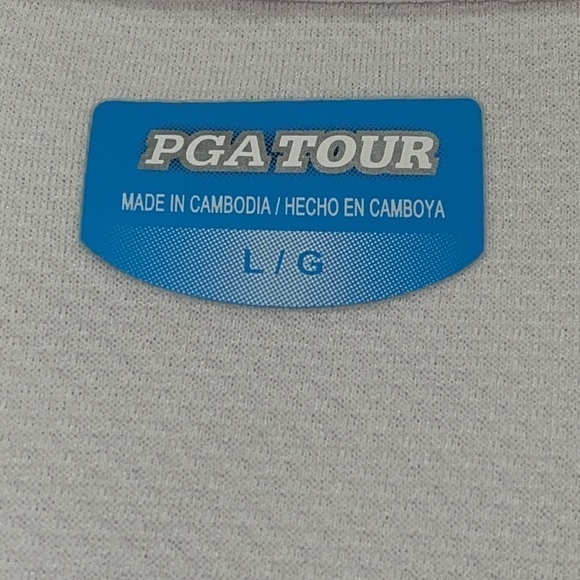 PGA TOUR
MADE IN CAMBODIA / HECHO EN CAMBOYA
L / G